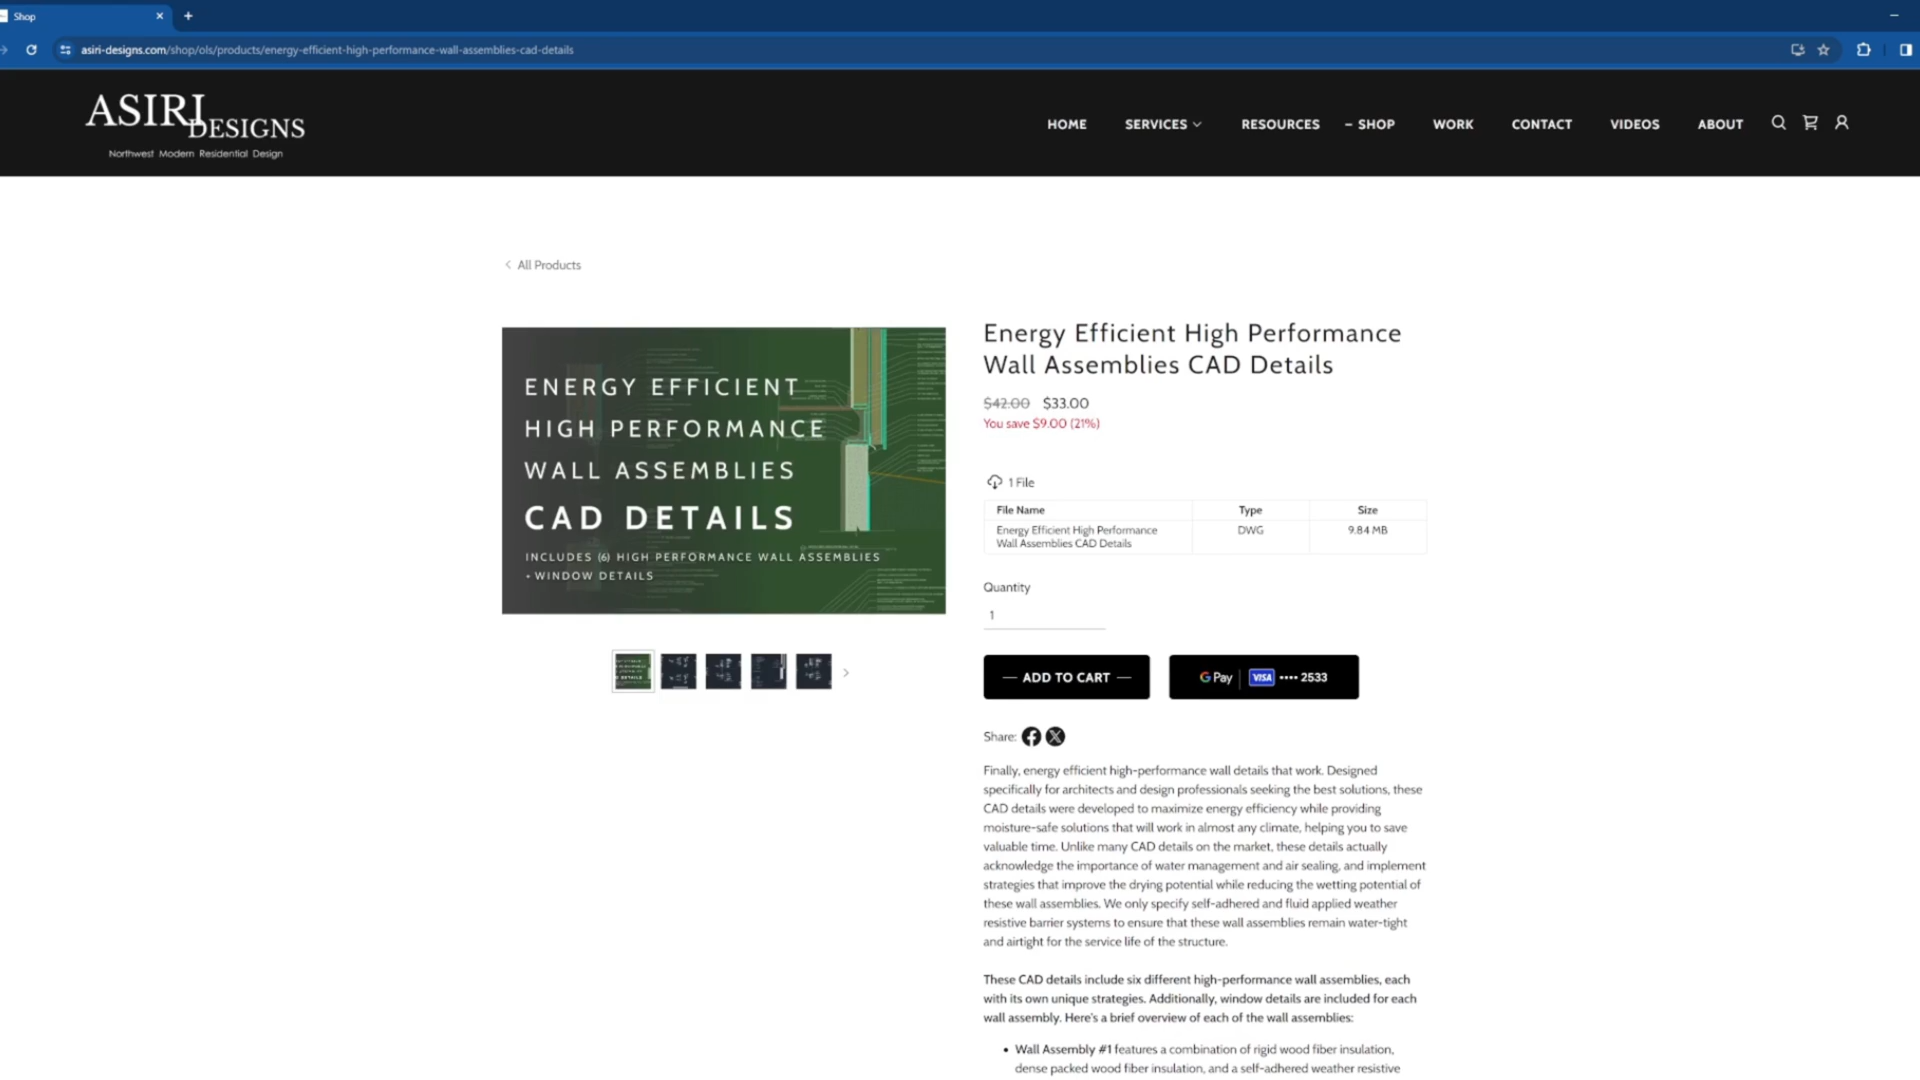 Shop
asiri-designs.com/shop/ols/products/energy-efficient-high-performance-wall-assemblies-cad-details
ASIRI DESIGNS
Northwest Modern Residential Design
HOME SERVICES RESOURCES – SHOP WORK CONTACT VIDEOS ABOUT
All Products
ENERGY EFFICIENT
HIGH PERFORMANCE
WALL ASSEMBLIES
CAD DETAILS
INCLUDES (6) HIGH PERFORMANCE WALL ASSEMBLIES
+ WINDOW DETAILS
Energy Efficient High Performance
Wall Assemblies CAD Details
$42.00 $33.00
You save $9.00 (21%)
1 File
File Name Type Size
Energy Efficient High Performance DWG 9.84 MB
Wall Assemblies CAD Details
Quantity
1
— ADD TO CART —
G Pay VISA •••• 2533
Share:
Finally, energy efficient high-performance wall details that work. Designed
specifically for architects and design professionals seeking the best solutions, these
CAD details were developed to maximize energy efficiency while providing
moisture-safe solutions that will work in almost any climate, helping you to save
valuable time. Unlike many CAD details on the market, these details actually
acknowledge the importance of water management and air sealing, and implement
strategies that improve the drying potential while reducing the wetting potential of
these wall assemblies. We only specify self-adhered and fluid applied weather
resistive barrier systems to ensure that these wall assemblies remain water-tight
and airtight for the service life of the structure.
These CAD details include six different high-performance wall assemblies, each
with its own unique strategies. Additionally, window details are included for each
wall assembly. Here's a brief overview of each of the wall assemblies:
• Wall Assembly #1 features a combination of rigid wood fiber insulation,
dense packed wood fiber insulation, and a self-adhered weather resistive